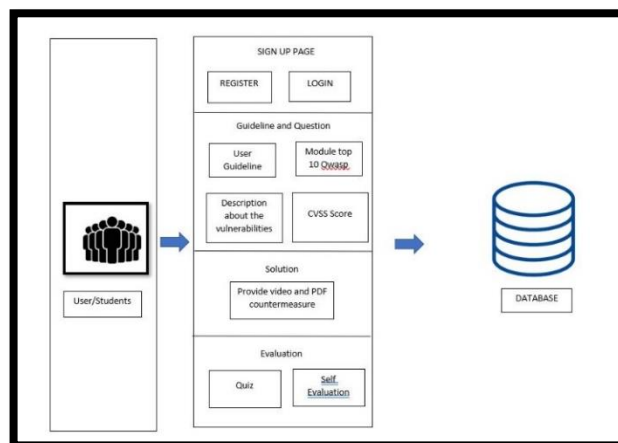 SIGN UP PAGE
REGISTER
LOGIN
Guideline and Question
User
Guideline
Module top
10 Owasp
Description
about the
vulnerabilities
CVSS Score
Solution
Provide video and PDF
countermeasure
Evaluation
Quiz
Self
Evaluation
User/Students
DATABASE